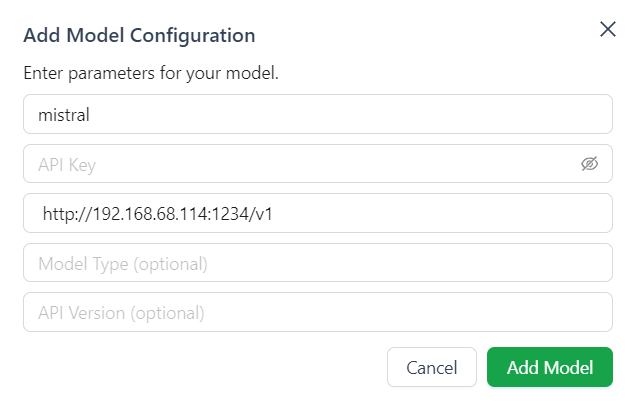 Add Model Configuration
Enter parameters for your model.
mistral
API Key
http://192.168.68.114:1234/v1
Model Type (optional)
API Version (optional)
Cancel
Add Model